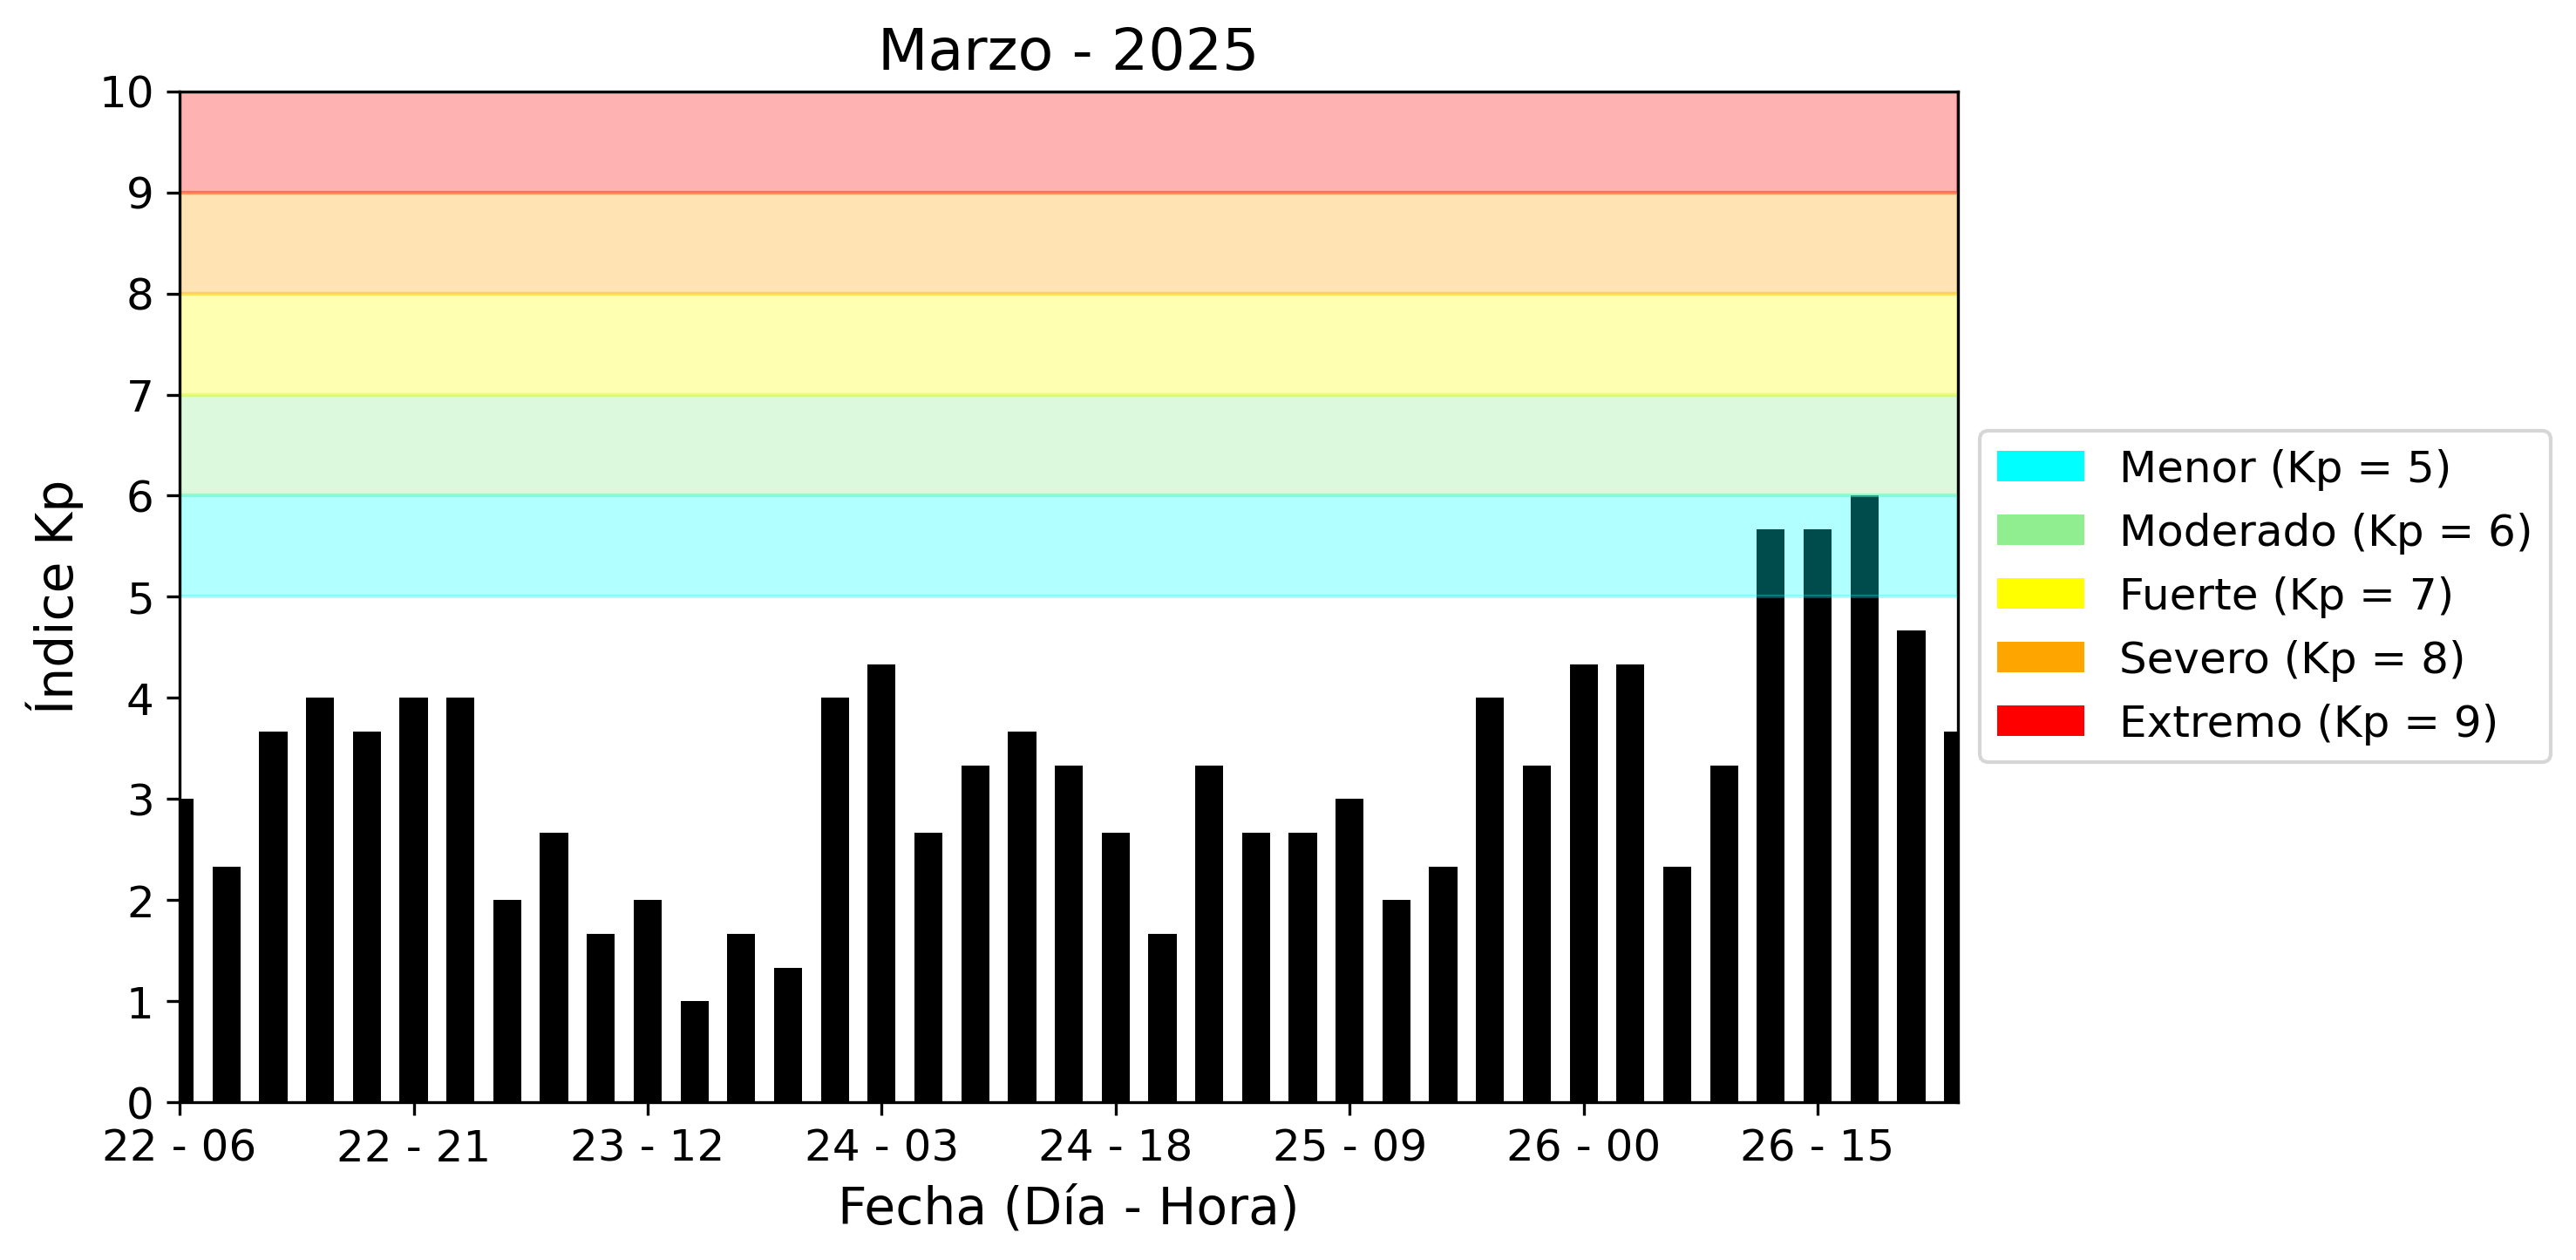 Marzo - 2025
10
9
8
7
6
5
4
3
2
1
0
Índice Kp
22 - 06
22 - 21
23 - 12
24 - 03
24 - 18
25 - 09
26 - 00
26 - 15
Fecha (Día - Hora)
Menor (Kp = 5)
Moderado (Kp = 6)
Fuerte (Kp = 7)
Severo (Kp = 8)
Extremo (Kp = 9)